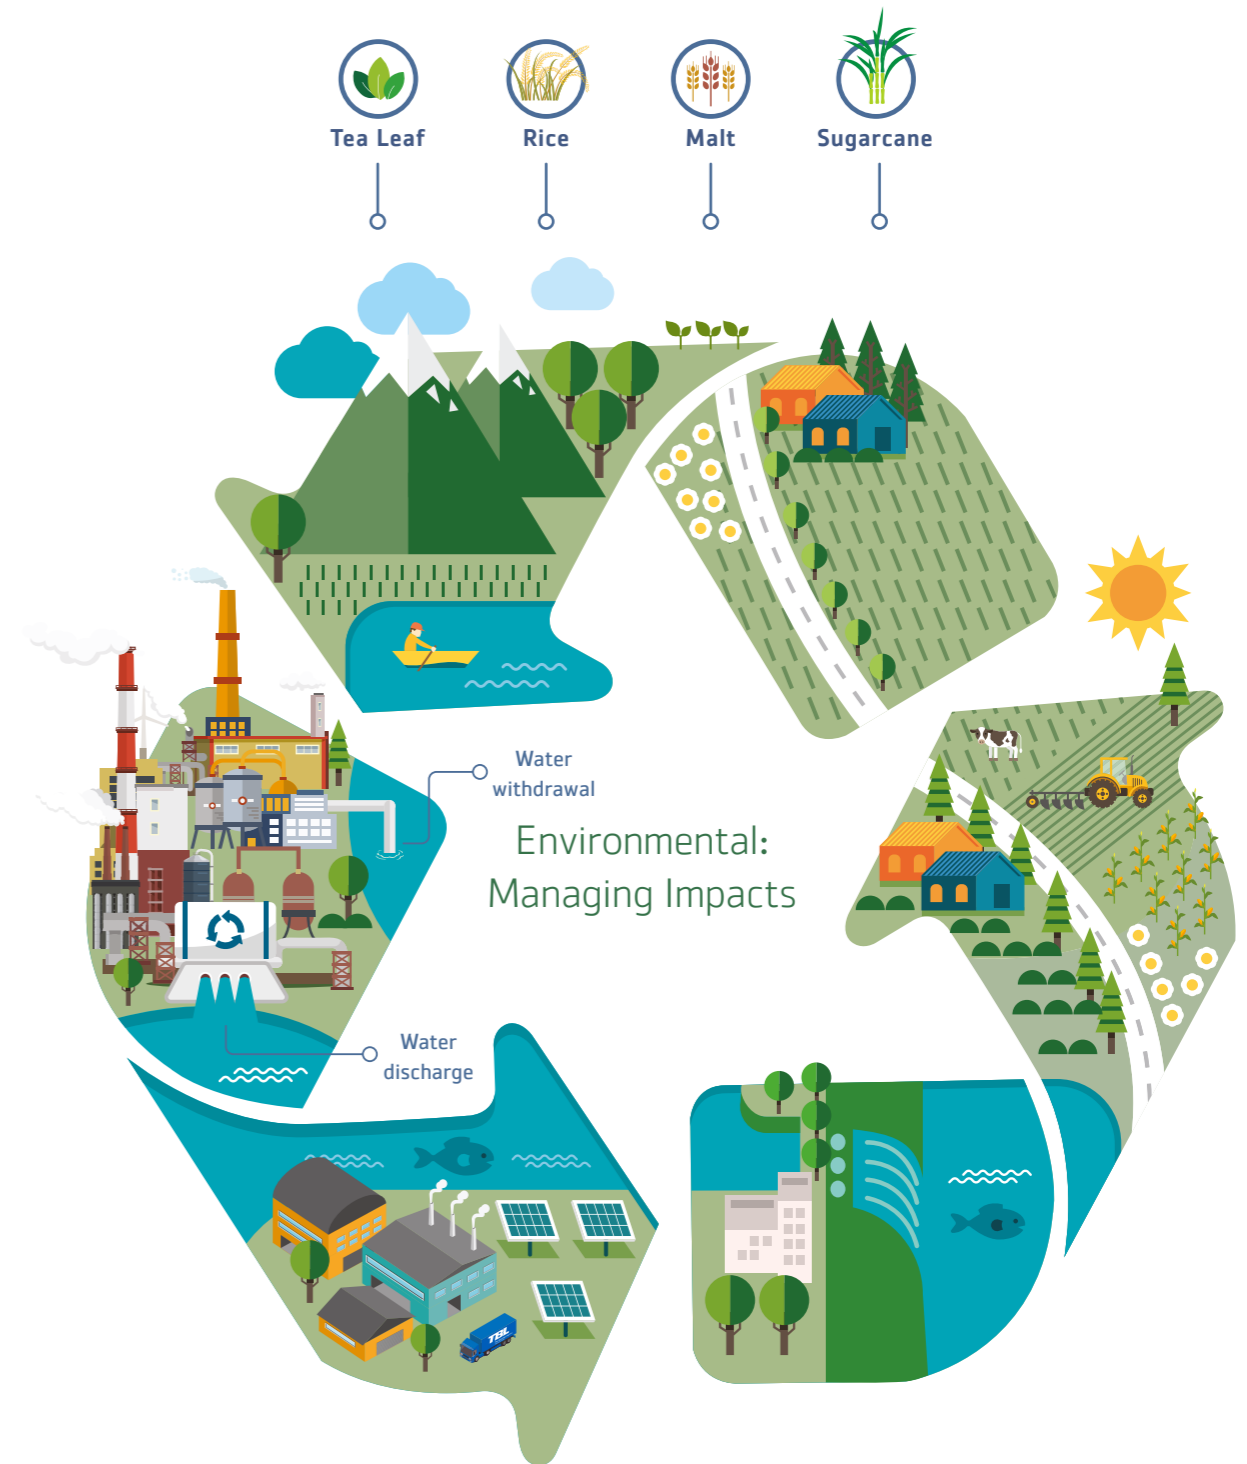 Tea Leaf
Rice
Malt
Sugarcane
Water
withdrawal
Environmental:
Managing Impacts
Water
discharge
TBL